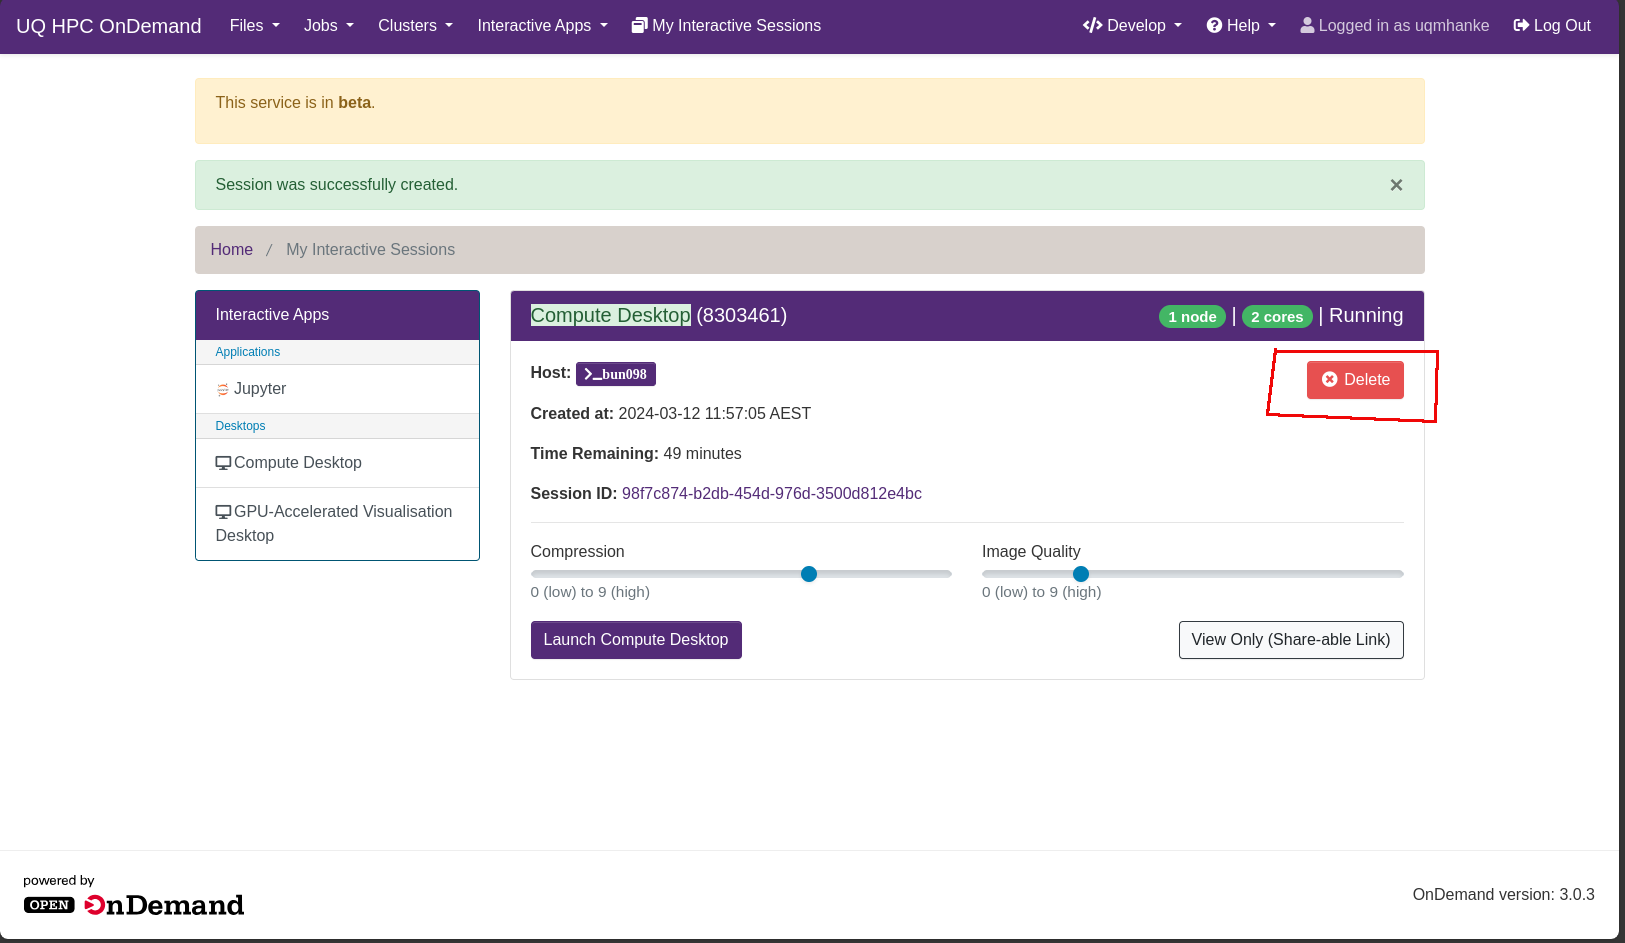 UQ HPC OnDemand Files Jobs Clusters Interactive Apps My Interactive Sessions Develop Help Logged in as uqmhanke Log Out
This service is in beta.
Session was successfully created. ×
Home / My Interactive Sessions
Interactive Apps
Applications
Jupyter
Desktops
Compute Desktop
GPU-Accelerated Visualisation
Desktop
Compute Desktop (8303461) 1 node | 2 cores | Running
Host: >_bun098
Delete
Created at: 2024-03-12 11:57:05 AEST
Time Remaining: 49 minutes
Session ID: 98f7c874-b2db-454d-976d-3500d812e4bc
Compression Image Quality
0 (low) to 9 (high) 0 (low) to 9 (high)
Launch Compute Desktop View Only (Share-able Link)
powered by
OPEN OnDemand
OnDemand version: 3.0.3